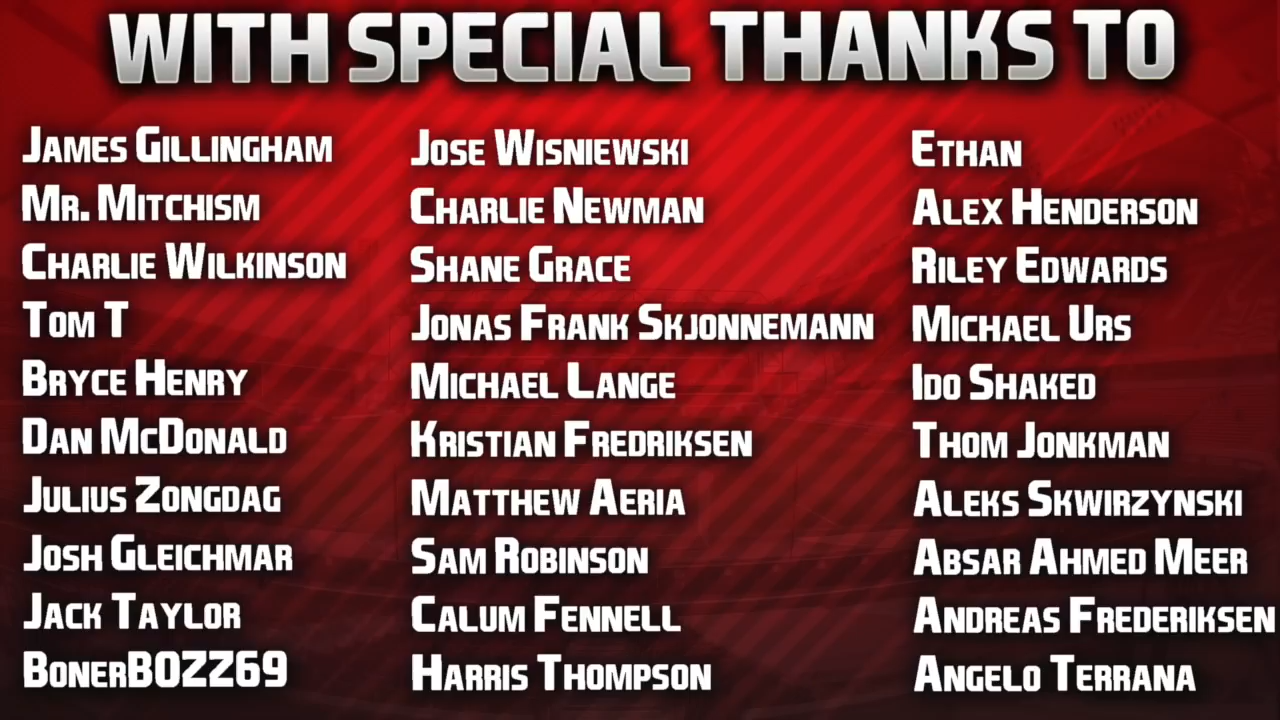 WITH SPECIAL THANKS TO
JAMES GILLINGHAM
MR. MITCHISM
CHARLIE WILKINSON
TOM T
BRYCE HENRY
DAN MCDONALD
JULIUS ZONGDAG
JOSH GLEICHMAR
JACK TAYLOR
BONERBOZZ69
JOSE WISNIEWSKI
CHARLIE NEWMAN
SHANE GRACE
JONAS FRANK SKJONNEMANN
MICHAEL LANGE
KRISTIAN FREDRIKSEN
MATTHEW AERIA
SAM ROBINSON
CALUM FENNELL
HARRIS THOMPSON
ETHAN
ALEX HENDERSON
RILEY EDWARDS
MICHAEL URS
IDO SHAKED
THOM JONKMAN
ALEKS SKWIRZYNSKI
ABSAR AHMED MEER
ANDREAS FREDERIKSEN
ANGELO TERRANA